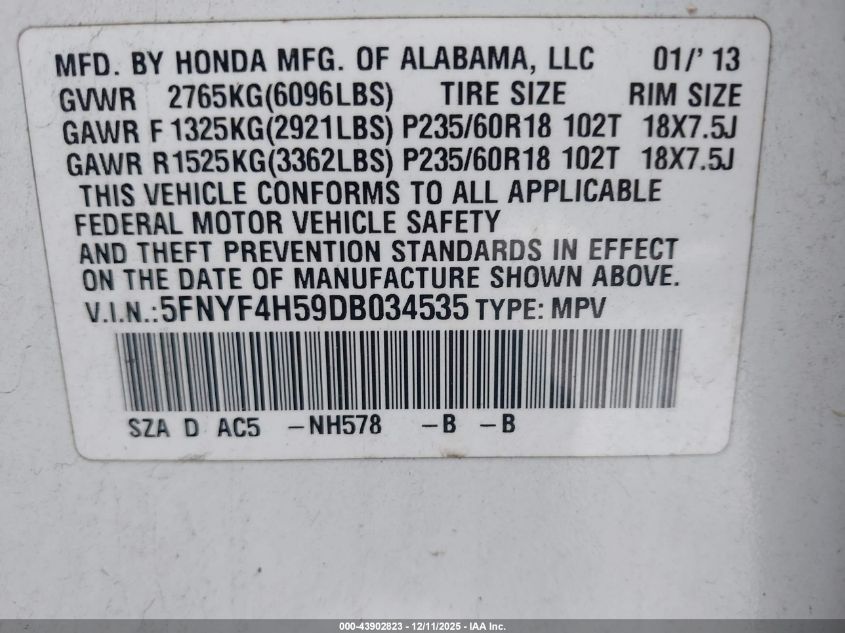 MFD. BY HONDA MFG. OF ALABAMA, LLC 01/' 13
GVWR 2765KG(6096LBS) TIRE SIZE RIM SIZE
GAWR F 1325KG(2921LBS) P235/60R18 102T 18X7.5J
GAWR R1525KG(3362LBS) P235/60R18 102T 18X7.5J
THIS VEHICLE CONFORMS TO ALL APPLICABLE
FEDERAL MOTOR VEHICLE SAFETY
AND THEFT PREVENTION STANDARDS IN EFFECT
ON THE DATE OF MANUFACTURE SHOWN ABOVE.
V.I.N.:5FNYF4H59DB034535 TYPE: MPV
SZA D AC5 -NH578 -B -B
000-43902823 - 12/11/2025 - IAA Inc.